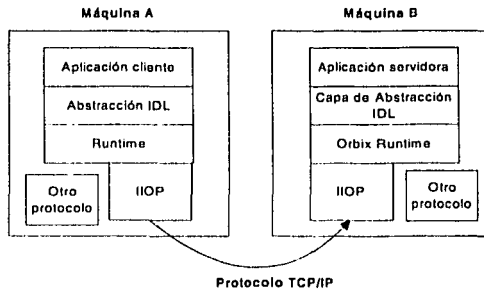 Máquina A
Aplicación cliente
Abstracción IDL
Runtime
IIOP
Otro
protocolo
Máquina B
Aplicación servidora
Capa de Abstracción
IDL
Orbix Runtime
IIOP
Otro
protocolo
Protocolo TCP/IP